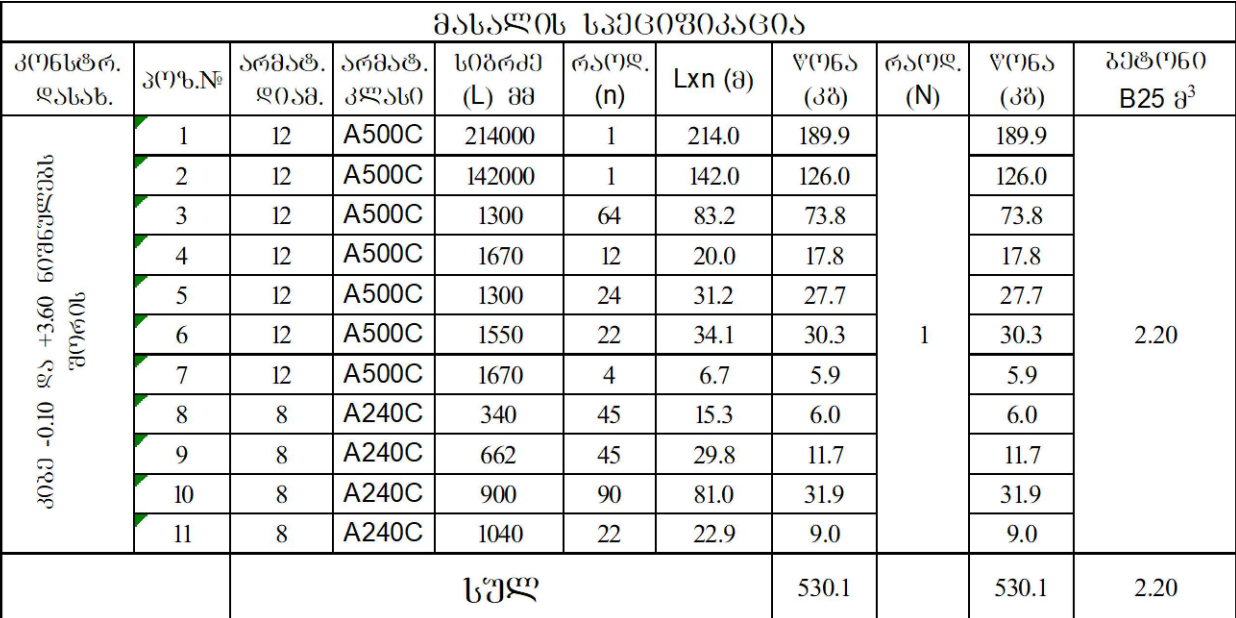 მასალის სპეციფიკაცია
კონსტრ. დასახ. პოზ.№ არმატ. დიამ. არმატ. კლასი სიგრძე (L) მმ რაოდ. (n) Lxn (მ) წონა (კგ) რაოდ. (N) წონა (კგ) ბეტონი B25 მ³
კიბე -0.10 და +3.60 ნიშნულებს შორის
1 12 A500C 214000 1 214.0 189.9 189.9
2 12 A500C 142000 1 142.0 126.0 126.0
3 12 A500C 1300 64 83.2 73.8 73.8
4 12 A500C 1670 12 20.0 17.8 17.8
5 12 A500C 1300 24 31.2 27.7 27.7
6 12 A500C 1550 22 34.1 30.3 1 30.3 2.20
7 12 A500C 1670 4 6.7 5.9 5.9
8 8 A240C 340 45 15.3 6.0 6.0
9 8 A240C 662 45 29.8 11.7 11.7
10 8 A240C 900 90 81.0 31.9 31.9
11 8 A240C 1040 22 22.9 9.0 9.0
სულ 530.1 530.1 2.20